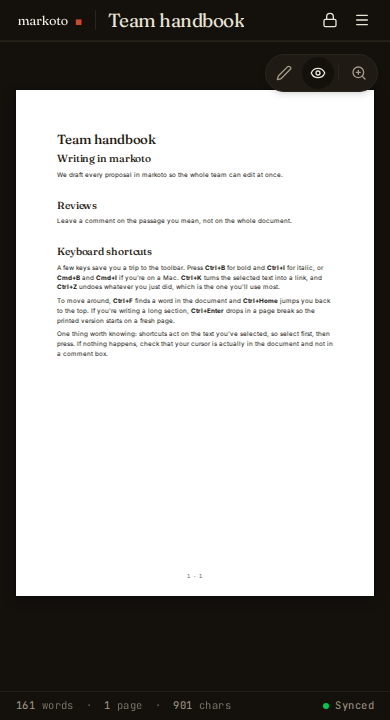 markoto
Team handbook
Team handbook
Writing in markoto
We draft every proposal in markoto so the whole team can edit at once.
Reviews
Leave a comment on the passage you mean, not on the whole document.
Keyboard shortcuts
A few keys save you a trip to the toolbar. Press Ctrl+B for bold and Ctrl+I for italic, or
Cmd+B and Cmd+I if you're on a Mac. Ctrl+K turns the selected text into a link, and
Ctrl+Z undoes whatever you just did, which is the one you'll use most.
To move around, Ctrl+F finds a word in the document and Ctrl+Home jumps you back
to the top. If you're writing a long section, Ctrl+Enter drops in a page break so the
printed version starts on a fresh page.
One thing worth knowing: shortcuts act on the text you've selected, so select first, then
press. If nothing happens, check that your cursor is actually in the document and not in
a comment box.
1 - 1
161 words · 1 page · 901 chars
Synced